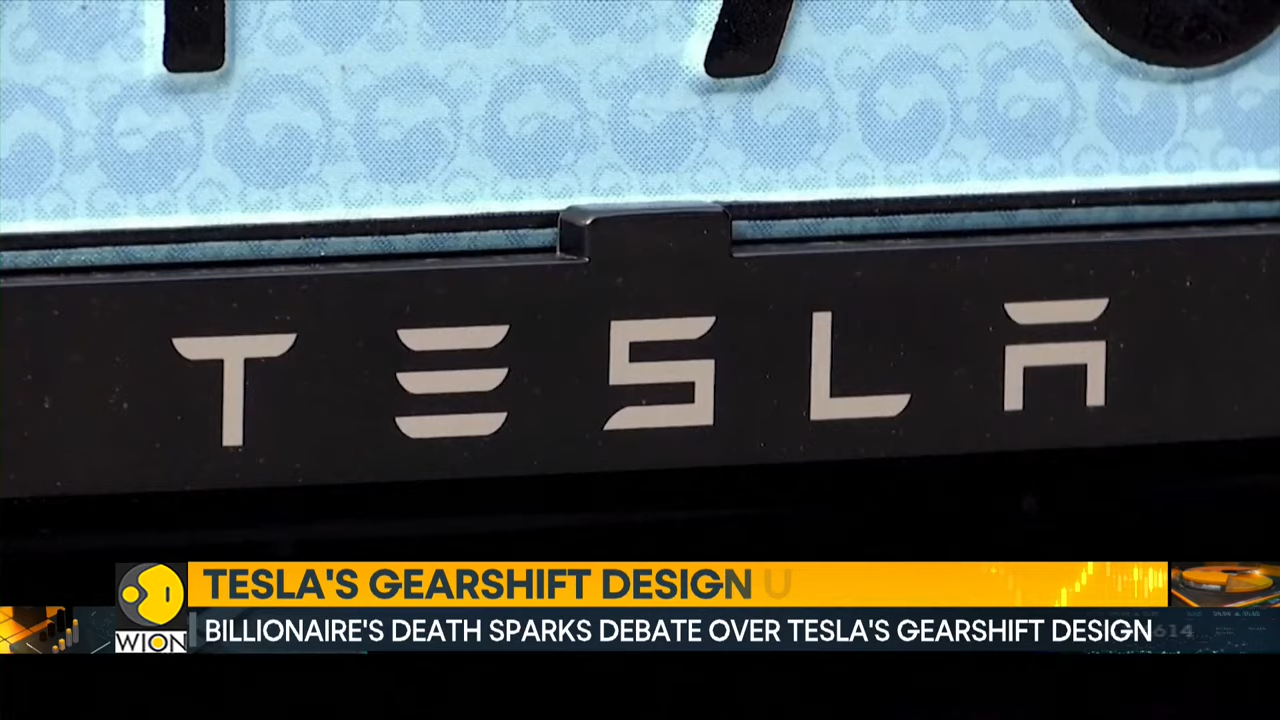 TESLA
TESLA'S GEARSHIFT DESIGN U
BILLIONAIRE'S DEATH SPARKS DEBATE OVER TESLA'S GEARSHIFT DESIGN
WION